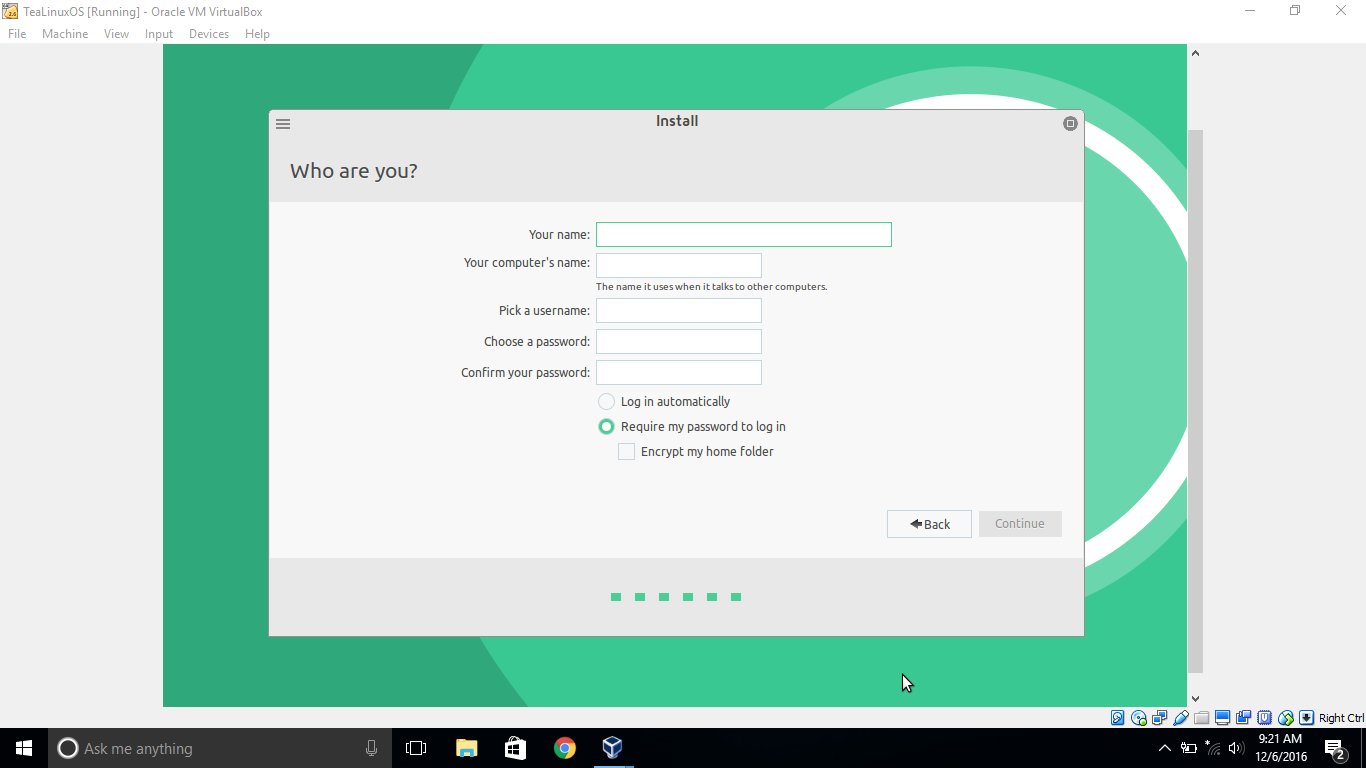 TeaLinuxOS [Running] - Oracle VM VirtualBox
File Machine View Input Devices Help
Install
Who are you?
Your name:
Your computer's name:
The name it uses when it talks to other computers.
Pick a username:
Choose a password:
Confirm your password:
Log in automatically
Require my password to log in
Encrypt my home folder
Back Continue
Right Ctrl
Ask me anything
9:21 AM
12/6/2016
2